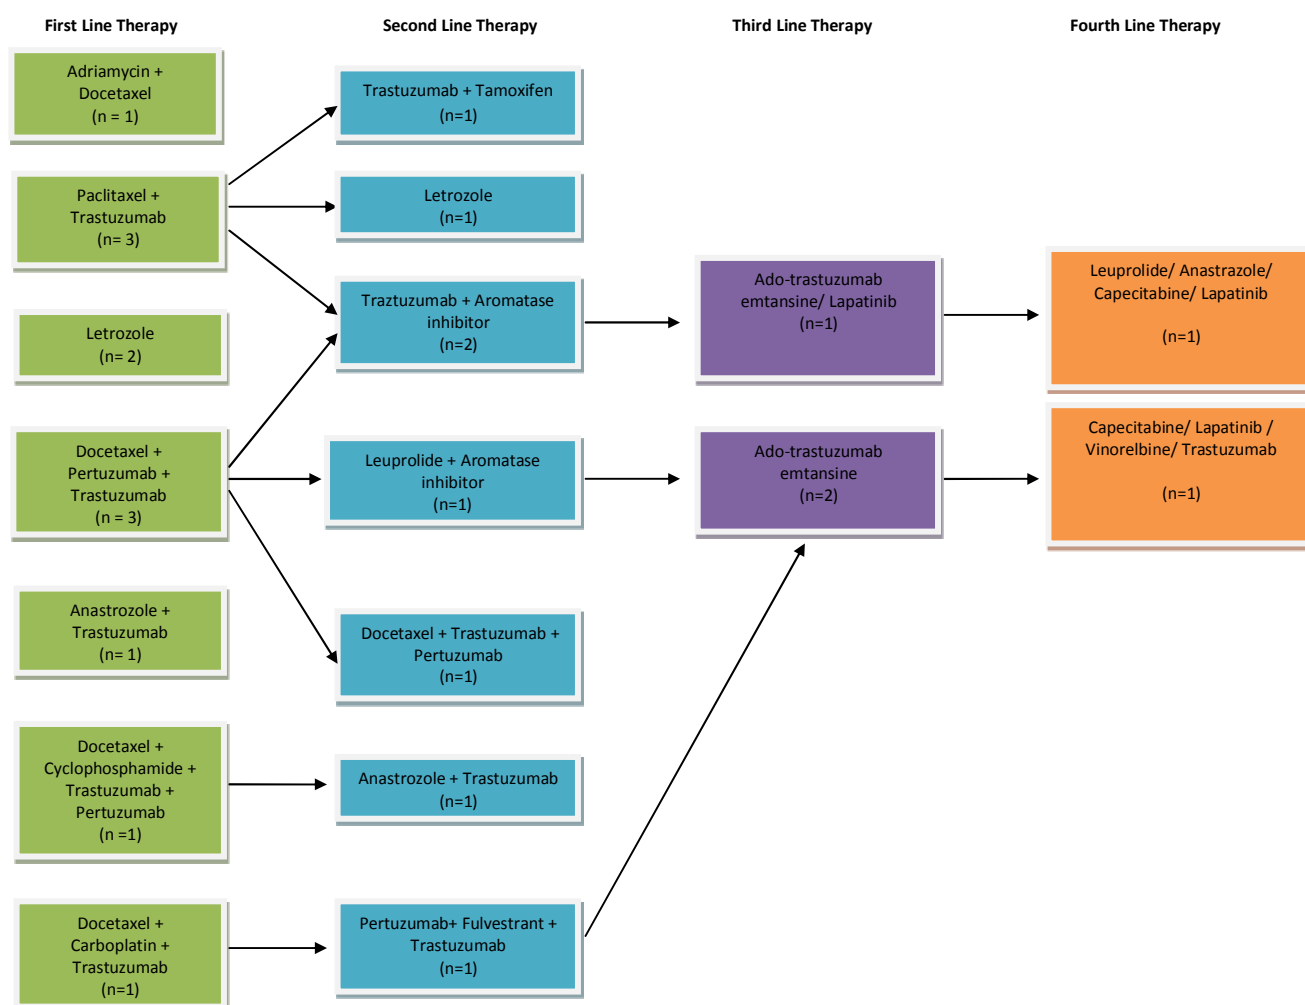 First Line Therapy
Second Line Therapy
Third Line Therapy
Fourth Line Therapy
Adriamycin +
Docetaxel
(n = 1)
Paclitaxel +
Trastuzumab
(n= 3)
Letrozole
(n= 2)
Docetaxel +
Pertuzumab +
Trastuzumab
(n = 3)
Anastrozole +
Trastuzumab
(n= 1)
Docetaxel +
Cyclophosphamide +
Trastuzumab +
Pertuzumab
(n =1)
Docetaxel +
Carboplatin +
Trastuzumab
(n=1)
Trastuzumab + Tamoxifen
(n=1)
Letrozole
(n=1)
Traztuzumab + Aromatase
inhibitor
(n=2)
Leuprolide + Aromatase
inhibitor
(n=1)
Docetaxel + Trastuzumab +
Pertuzumab
(n=1)
Anastrozole + Trastuzumab
(n=1)
Pertuzumab+ Fulvestrant +
Trastuzumab
(n=1)
Ado-trastuzumab
emtansine/ Lapatinib
(n=1)
Ado-trastuzumab
emtansine
(n=2)
Leuprolide/ Anastrazole/
Capecitabine/ Lapatinib
(n=1)
Capecitabine/ Lapatinib /
Vinorelbine/ Trastuzumab
(n=1)